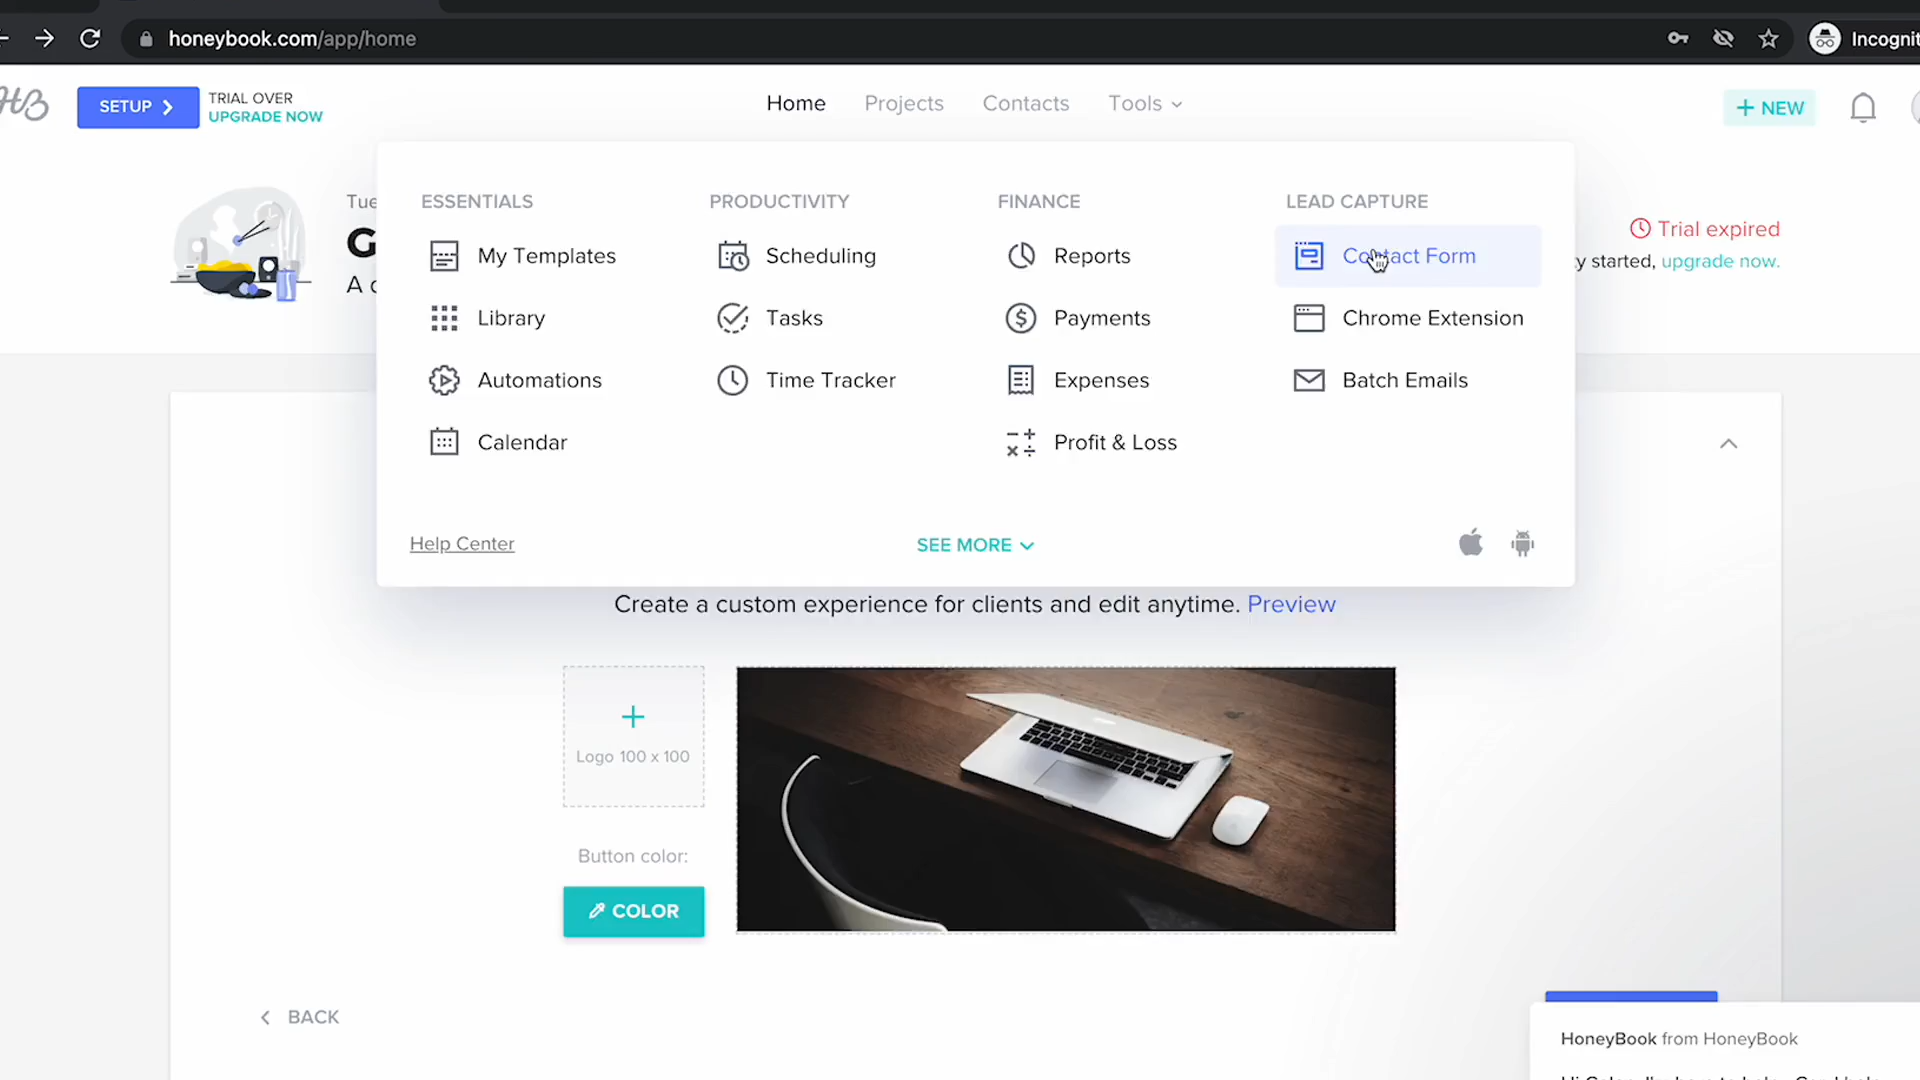 honeybook.com/app/home
Incognit
HB
SETUP
TRIAL OVER
UPGRADE NOW
Home
Projects
Contacts
Tools
+ NEW
Tue
G
A c
ESSENTIALS
My Templates
Library
Automations
Calendar
PRODUCTIVITY
Scheduling
Tasks
Time Tracker
FINANCE
Reports
Payments
Expenses
Profit & Loss
LEAD CAPTURE
Contact Form
Chrome Extension
Batch Emails
Help Center
SEE MORE
Trial expired
y started, upgrade now.
Create a custom experience for clients and edit anytime. Preview
Logo 100 x 100
Button color:
COLOR
BACK
HoneyBook from HoneyBook